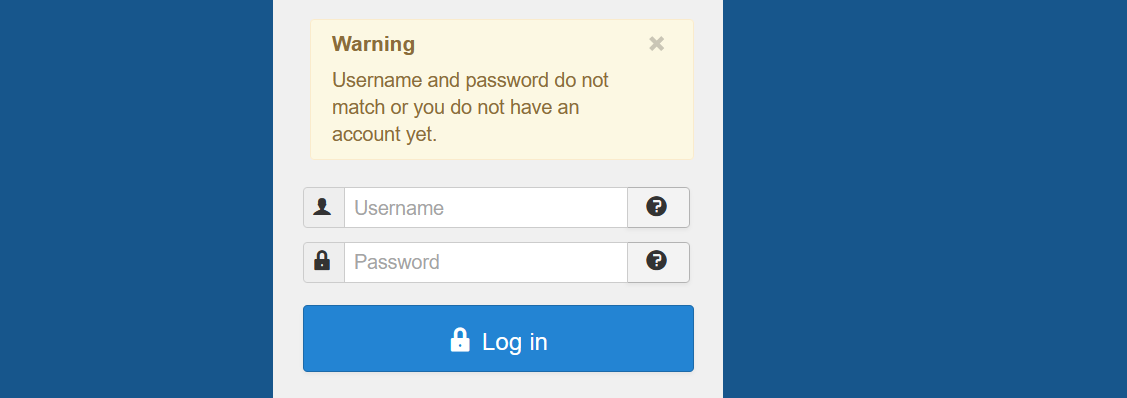 Warning
Username and password do not
match or you do not have an
account yet.
Username
Password
Log in